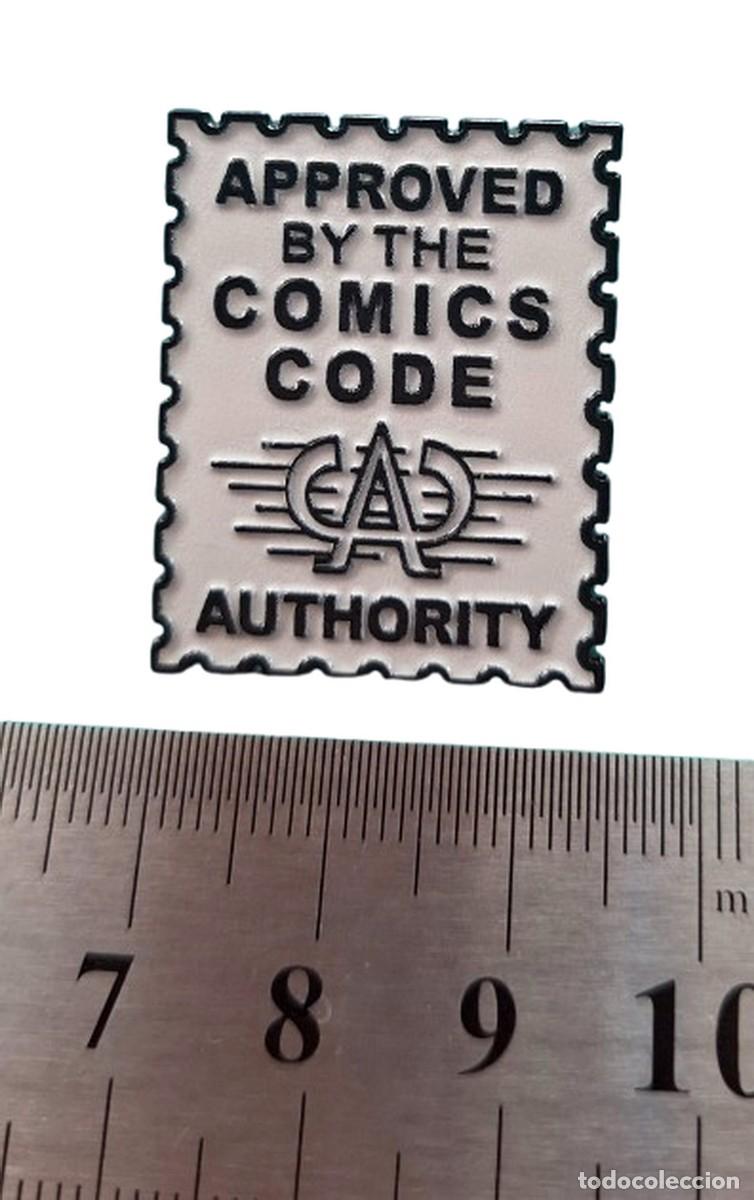 APPROVED
BY THE
COMICS
CODE
CA
AUTHORITY
m
7 8 9 10
todocoleccion